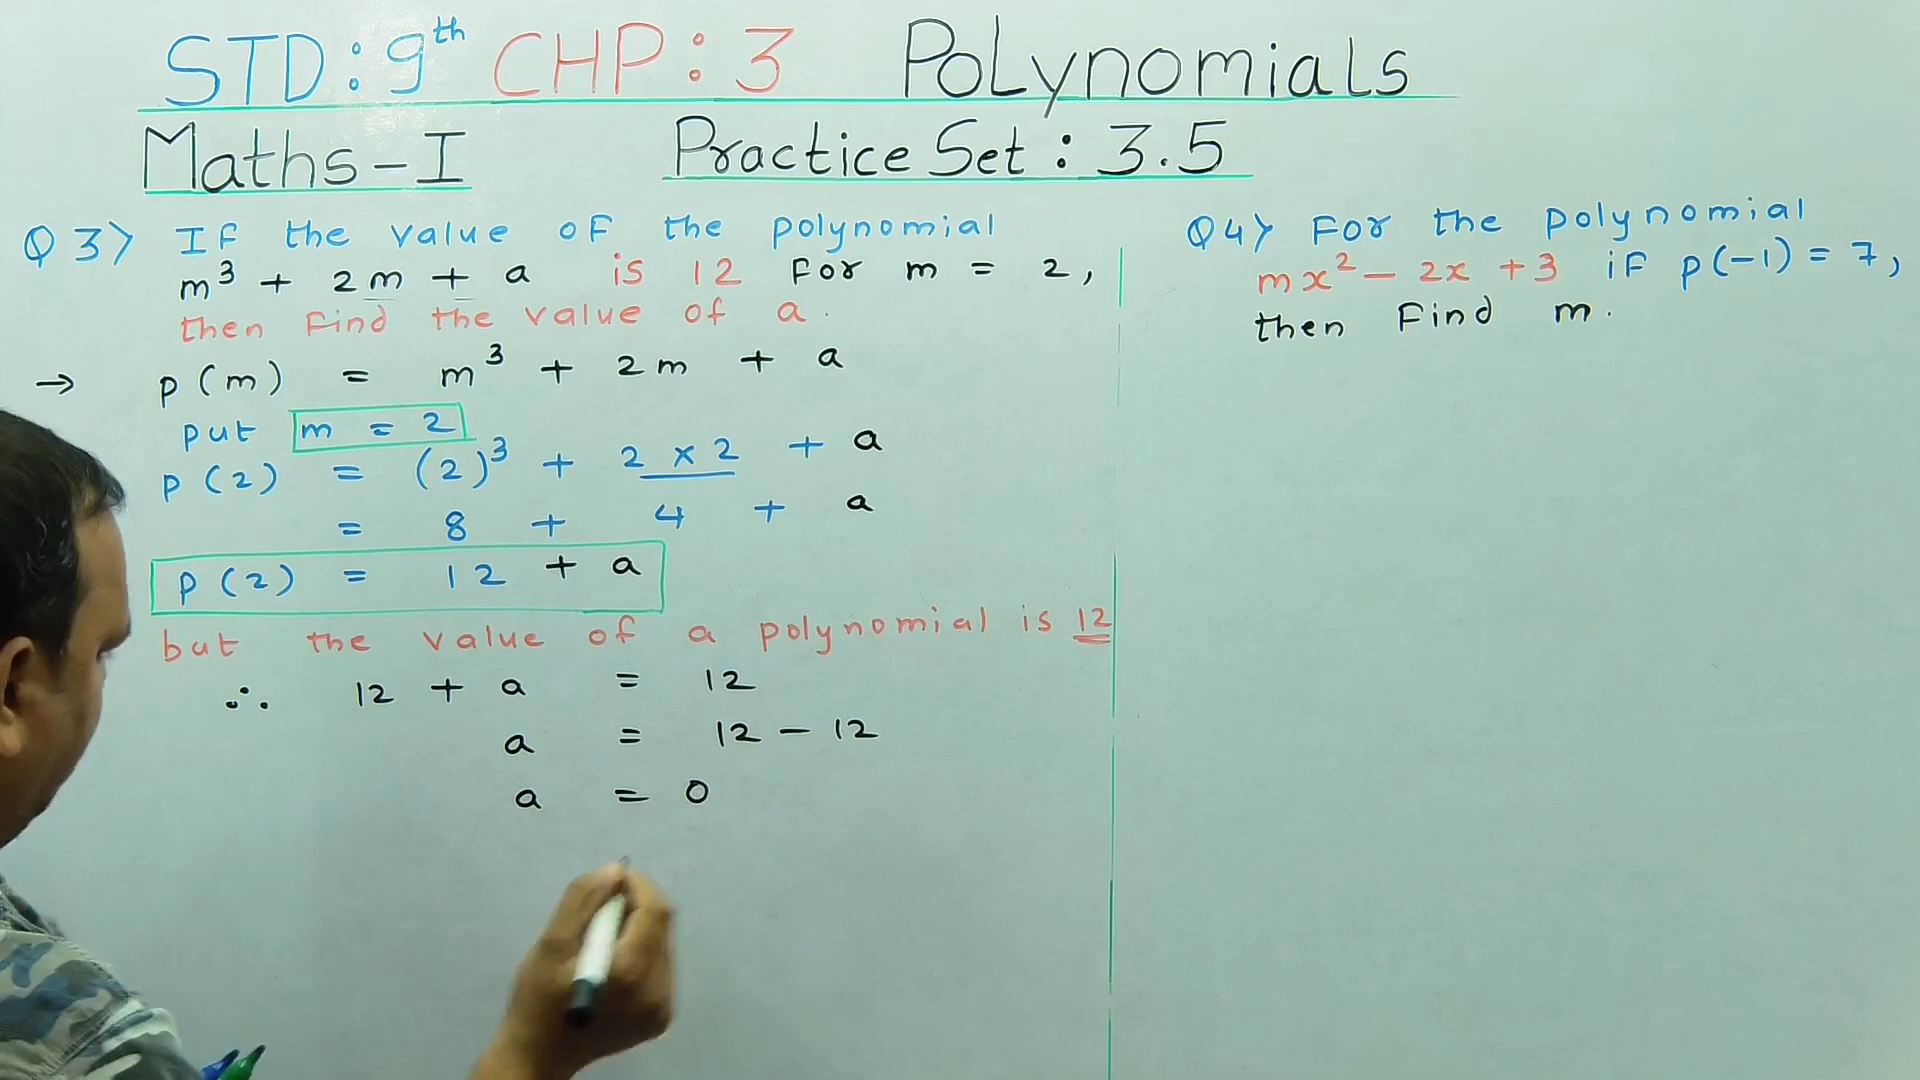 STD: 9th CHP: 3 Polynomials
Maths-I Practice Set: 3.5
Q3) If the value of the polynomial
m³ + 2m + a is 12 for m = 2,
then find the value of a.
→ p(m) = m³ + 2m + a
put m = 2
p(2) = (2)³ + 2 × 2 + a
= 8 + 4 + a
p(2) = 12 + a
but the value of a polynomial is 12
∴ 12 + a = 12
a = 12 - 12
a = 0
Q4) For the polynomial
mx² - 2x + 3 if p(-1) = 7,
then find m.